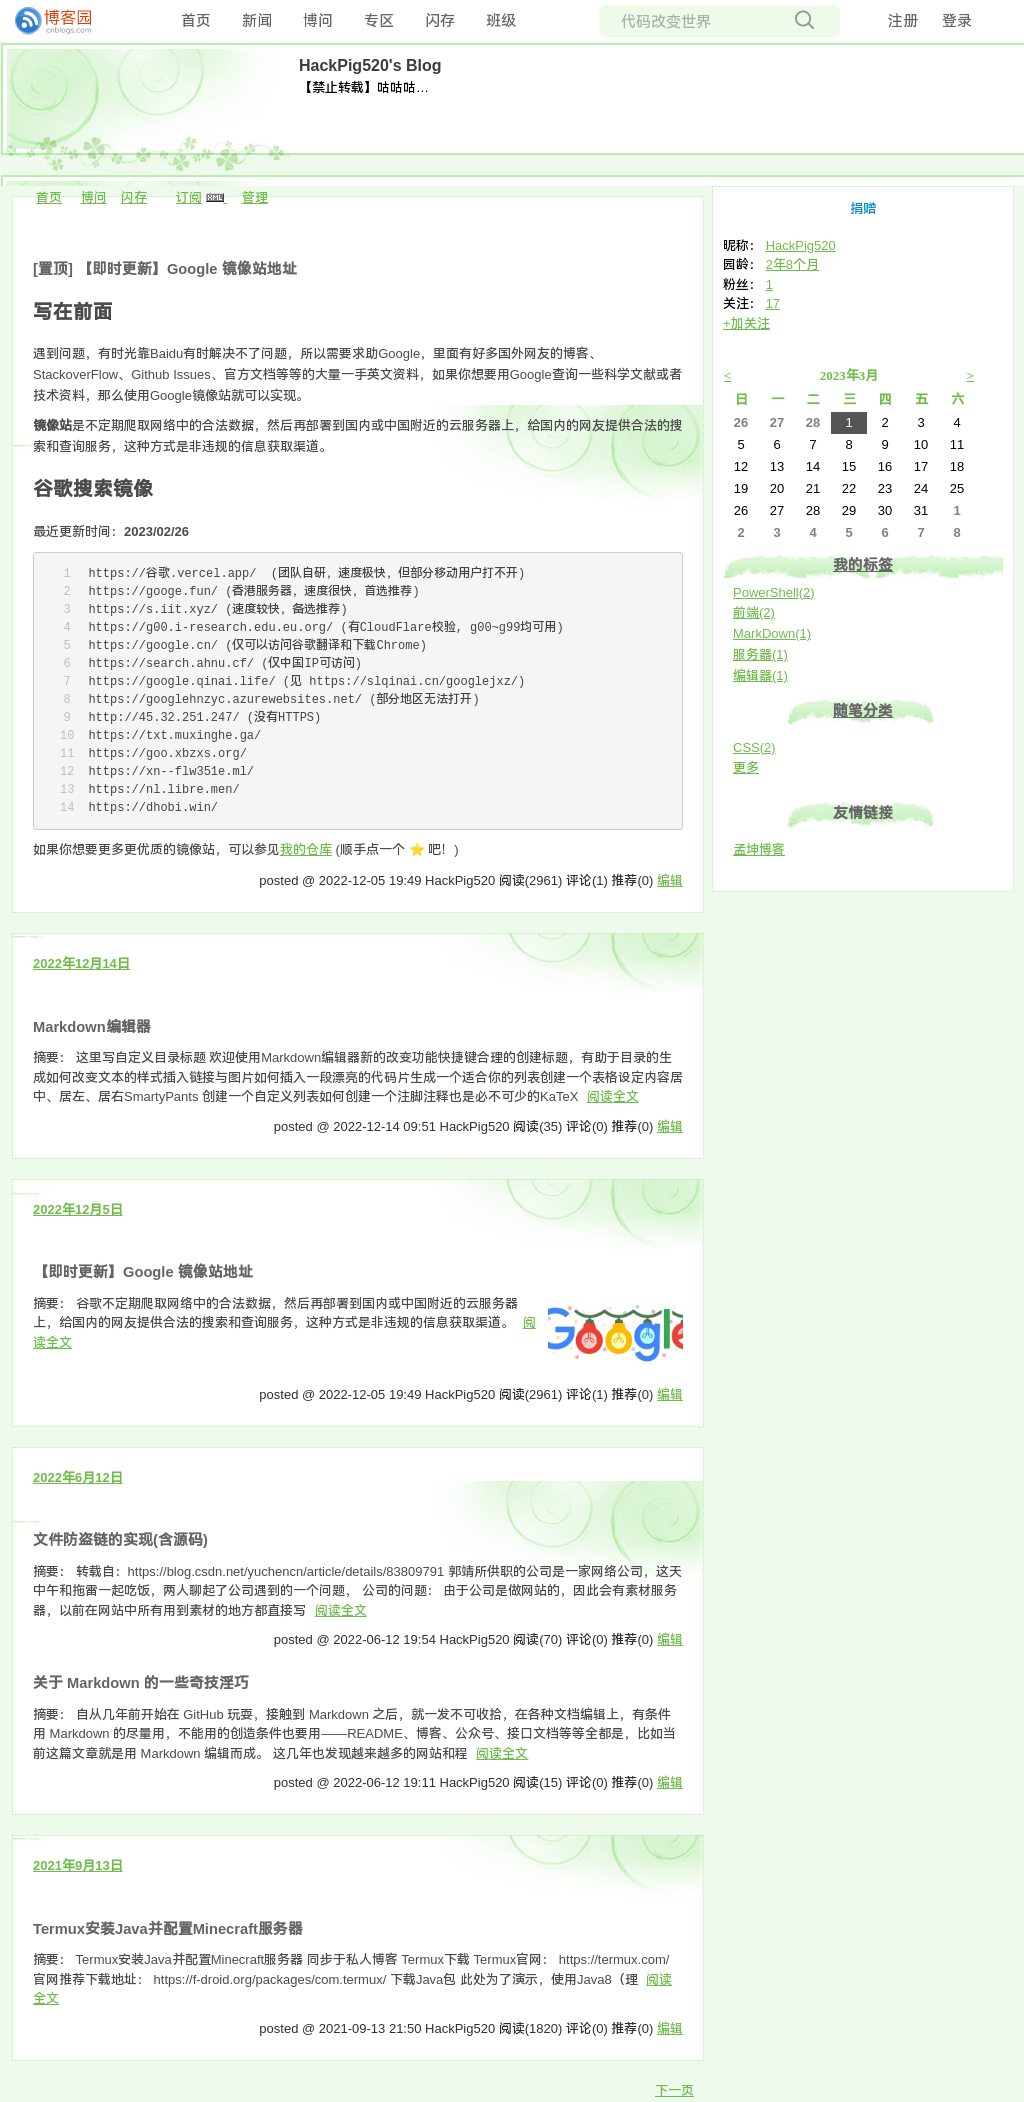 博客园
cnblogs.com
首页 新闻 博问 专区 闪存 班级 代码改变世界 注册 登录
HackPig520's Blog
【禁止转载】咕咕咕…
首页 博问 闪存 订阅 管理
[置顶] 【即时更新】Google 镜像站地址
写在前面
遇到问题，有时光靠Baidu有时解决不了问题，所以需要求助Google，里面有好多国外网友的博客、
StackoverFlow、Github Issues、官方文档等等的大量一手英文资料，如果你想要用Google查询一些科学文献或者
技术资料，那么使用Google镜像站就可以实现。
镜像站是不定期爬取网络中的合法数据，然后再部署到国内或中国附近的云服务器上，给国内的网友提供合法的搜
索和查询服务，这种方式是非违规的信息获取渠道。
谷歌搜索镜像
最近更新时间：2023/02/26
1 https://谷歌.vercel.app/ (团队自研，速度极快，但部分移动用户打不开)
2 https://googe.fun/ (香港服务器，速度很快，首选推荐)
3 https://s.iit.xyz/ (速度较快，备选推荐)
4 https://g00.i-research.edu.eu.org/ (有CloudFlare校验, g00~g99均可用)
5 https://google.cn/ (仅可以访问谷歌翻译和下载Chrome)
6 https://search.ahnu.cf/ (仅中国IP可访问)
7 https://google.qinai.life/ (见 https://slqinai.cn/googlejxz/)
8 https://googlehnzyc.azurewebsites.net/ (部分地区无法打开)
9 http://45.32.251.247/ (没有HTTPS)
10 https://txt.muxinghe.ga/
11 https://goo.xbzxs.org/
12 https://xn--flw351e.ml/
13 https://nl.libre.men/
14 https://dhobi.win/
如果你想要更多更优质的镜像站，可以参见我的仓库 (顺手点一个 ⭐ 吧！)
posted @ 2022-12-05 19:49 HackPig520 阅读(2961) 评论(1) 推荐(0) 编辑
2022年12月14日
Markdown编辑器
摘要： 这里写自定义目录标题 欢迎使用Markdown编辑器新的改变功能快捷键合理的创建标题，有助于目录的生
成如何改变文本的样式插入链接与图片如何插入一段漂亮的代码片生成一个适合你的列表创建一个表格设定内容居
中、居左、居右SmartyPants 创建一个自定义列表如何创建一个注脚注释也是必不可少的KaTeX 阅读全文
posted @ 2022-12-14 09:51 HackPig520 阅读(35) 评论(0) 推荐(0) 编辑
2022年12月5日
【即时更新】Google 镜像站地址
摘要： 谷歌不定期爬取网络中的合法数据，然后再部署到国内或中国附近的云服务器
上，给国内的网友提供合法的搜索和查询服务，这种方式是非违规的信息获取渠道。 阅
读全文
Google
posted @ 2022-12-05 19:49 HackPig520 阅读(2961) 评论(1) 推荐(0) 编辑
2022年6月12日
文件防盗链的实现(含源码)
摘要： 转载自：https://blog.csdn.net/yuchencn/article/details/83809791 郭靖所供职的公司是一家网络公司，这天
中午和拖雷一起吃饭，两人聊起了公司遇到的一个问题， 公司的问题： 由于公司是做网站的，因此会有素材服务
器，以前在网站中所有用到素材的地方都直接写 阅读全文
posted @ 2022-06-12 19:54 HackPig520 阅读(70) 评论(0) 推荐(0) 编辑
关于 Markdown 的一些奇技淫巧
摘要： 自从几年前开始在 GitHub 玩耍，接触到 Markdown 之后，就一发不可收拾，在各种文档编辑上，有条件
用 Markdown 的尽量用，不能用的创造条件也要用——README、博客、公众号、接口文档等等全都是，比如当
前这篇文章就是用 Markdown 编辑而成。 这几年也发现越来越多的网站和程 阅读全文
posted @ 2022-06-12 19:11 HackPig520 阅读(15) 评论(0) 推荐(0) 编辑
2021年9月13日
Termux安装Java并配置Minecraft服务器
摘要： Termux安装Java并配置Minecraft服务器 同步于私人博客 Termux下载 Termux官网： https://termux.com/
官网推荐下载地址： https://f-droid.org/packages/com.termux/ 下载Java包 此处为了演示，使用Java8（理 阅读
全文
posted @ 2021-09-13 21:50 HackPig520 阅读(1820) 评论(0) 推荐(0) 编辑
下一页
捐赠
昵称： HackPig520
园龄： 2年8个月
粉丝： 1
关注： 17
+加关注
< 2023年3月 >
日 一 二 三 四 五 六
26 27 28 1 2 3 4
5 6 7 8 9 10 11
12 13 14 15 16 17 18
19 20 21 22 23 24 25
26 27 28 29 30 31 1
2 3 4 5 6 7 8
我的标签
PowerShell(2)
前端(2)
MarkDown(1)
服务器(1)
编辑器(1)
随笔分类
CSS(2)
更多
友情链接
孟坤博客